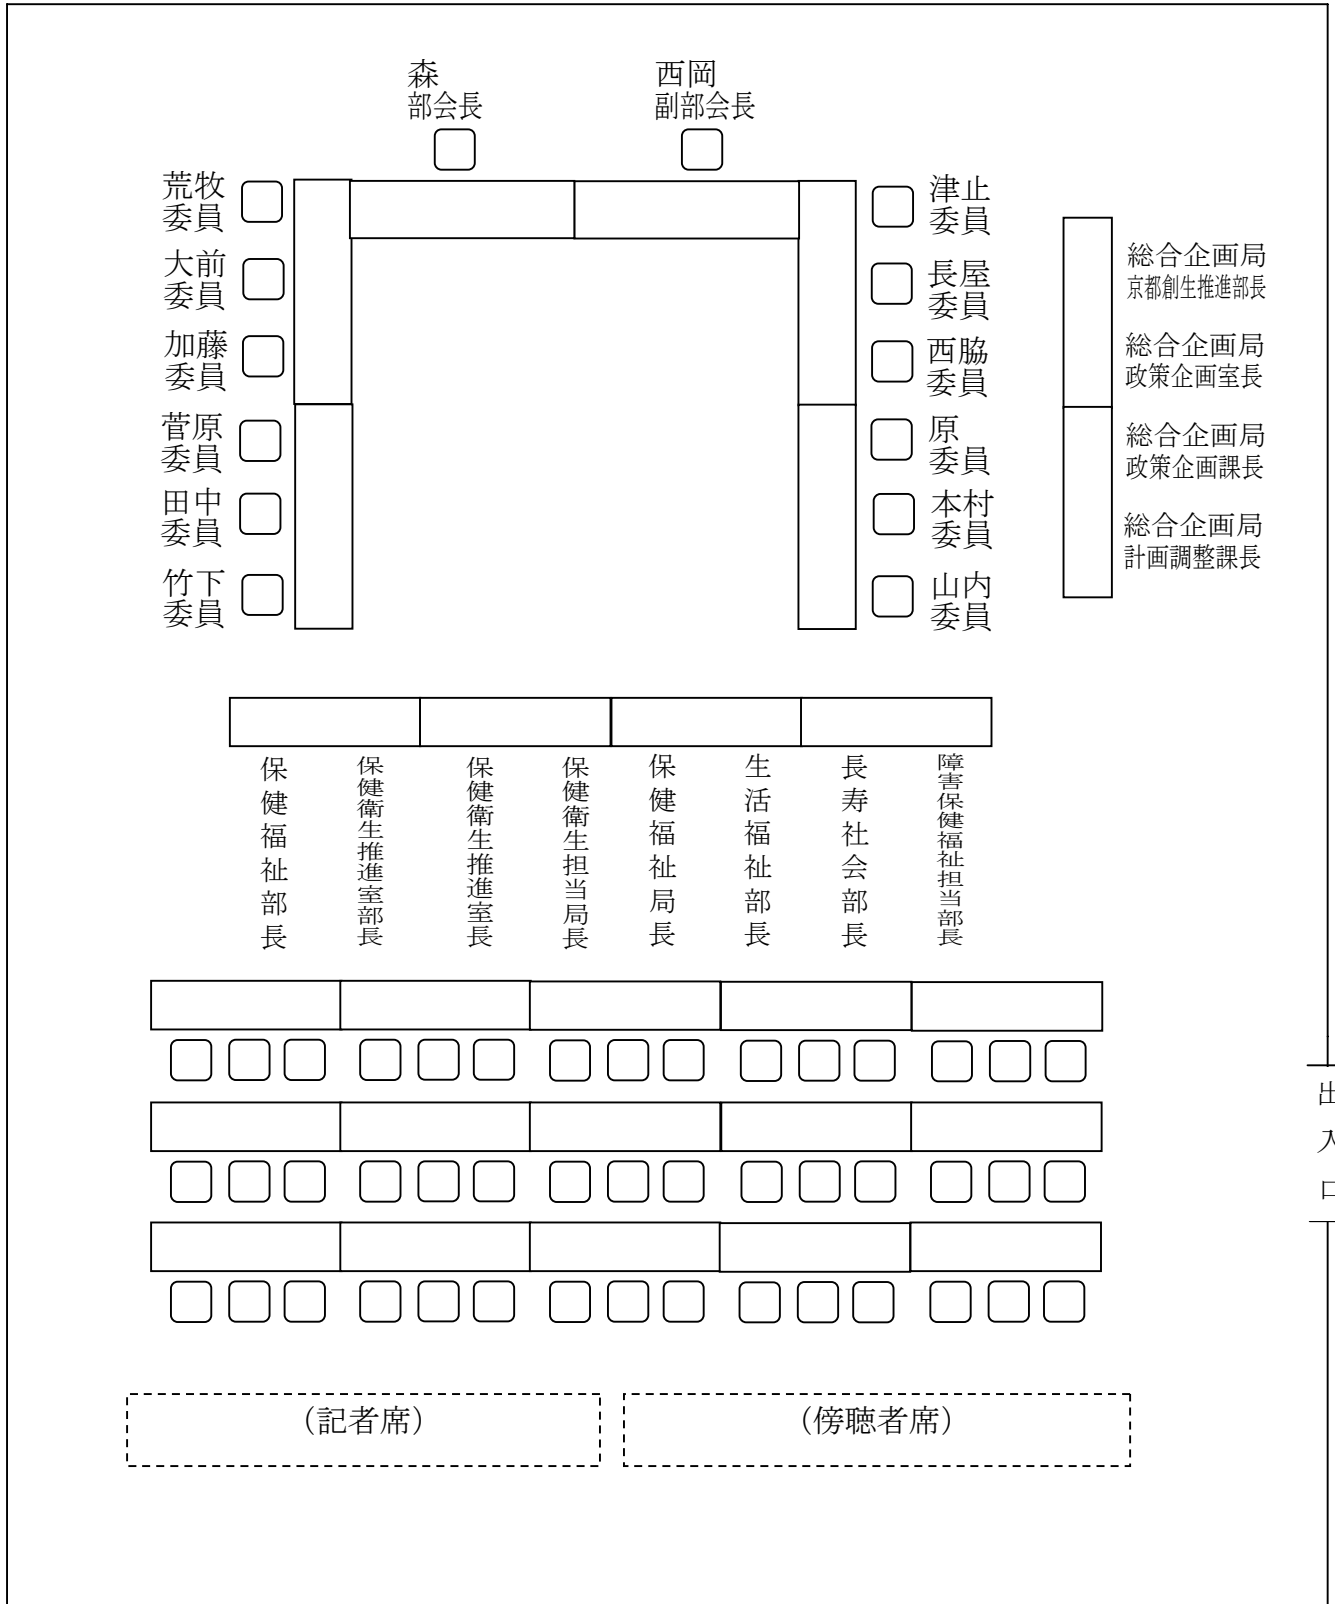 森
部会長
西岡
副部会長
荒牧
委員
大前
委員
加藤
委員
菅原
委員
田中
委員
竹下
委員
津止
委員
長屋
委員
西脇
委員
原
委員
本村
委員
山内
委員
総合企画局
京都創生推進部長
総合企画局
政策企画室長
総合企画局
政策企画課長
総合企画局
計画調整課長
保健福祉部長
保健衛生推進室部長
保健衛生推進室長
保健衛生担当局長
保健福祉局長
生活福祉部長
長寿社会部長
障害保健福祉担当部長
出入口
（記者席）
（傍聴者席）